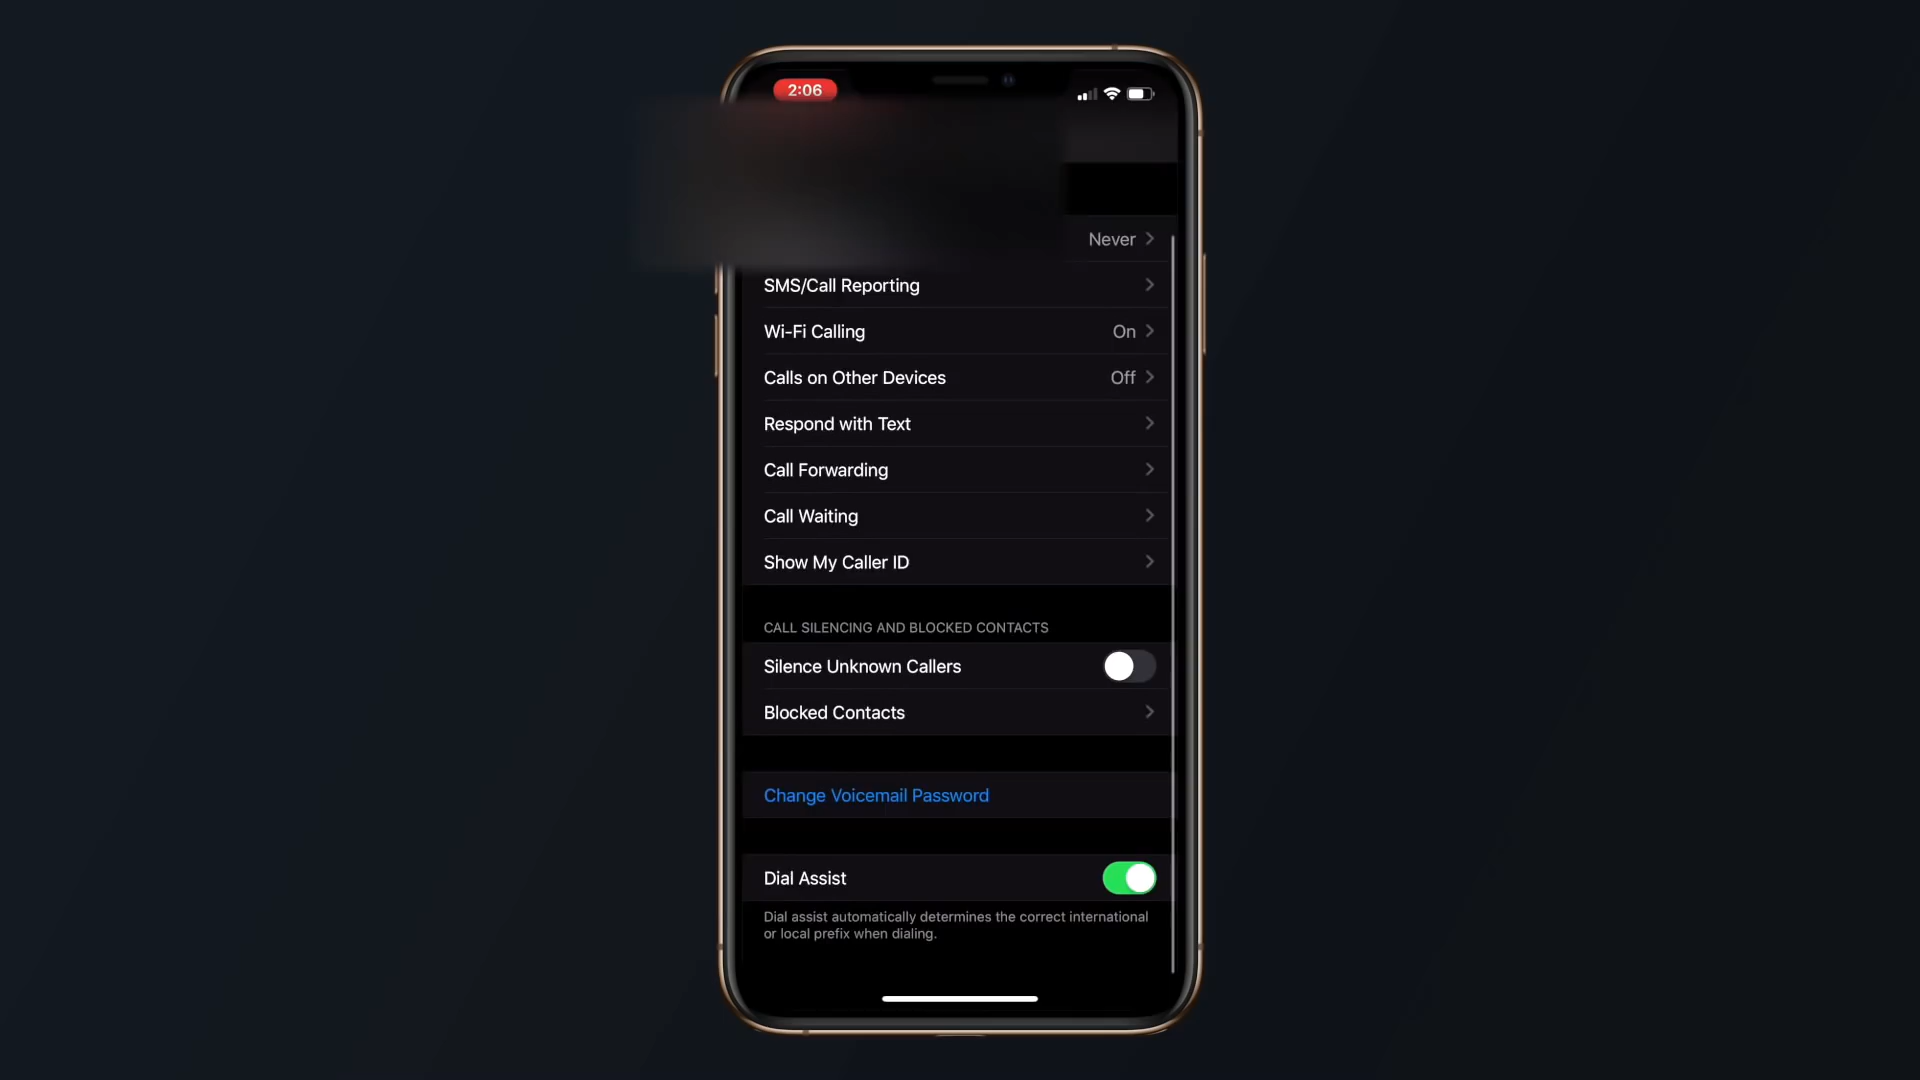 2:06
Never
SMS/Call Reporting
Wi-Fi Calling On
Calls on Other Devices Off
Respond with Text
Call Forwarding
Call Waiting
Show My Caller ID
CALL SILENCING AND BLOCKED CONTACTS
Silence Unknown Callers
Blocked Contacts
Change Voicemail Password
Dial Assist
Dial assist automatically determines the correct international
or local prefix when dialing.